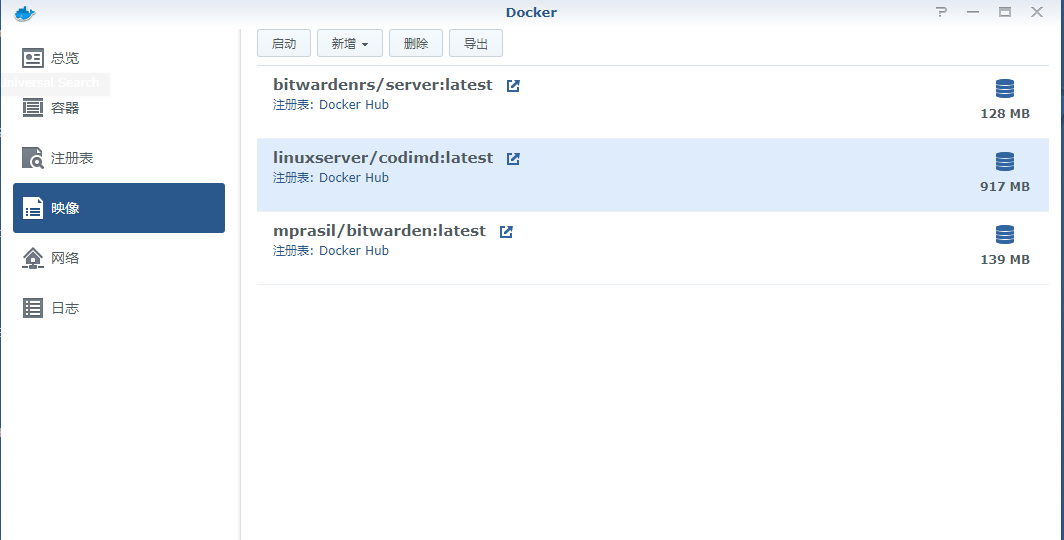 Docker
总览
Universal Search
容器
注册表
映像
网络
日志
启动 新增 删除 导出
bitwardenrs/server:latest
注册表: Docker Hub
128 MB
linuxserver/codimd:latest
注册表: Docker Hub
917 MB
mprasil/bitwarden:latest
注册表: Docker Hub
139 MB